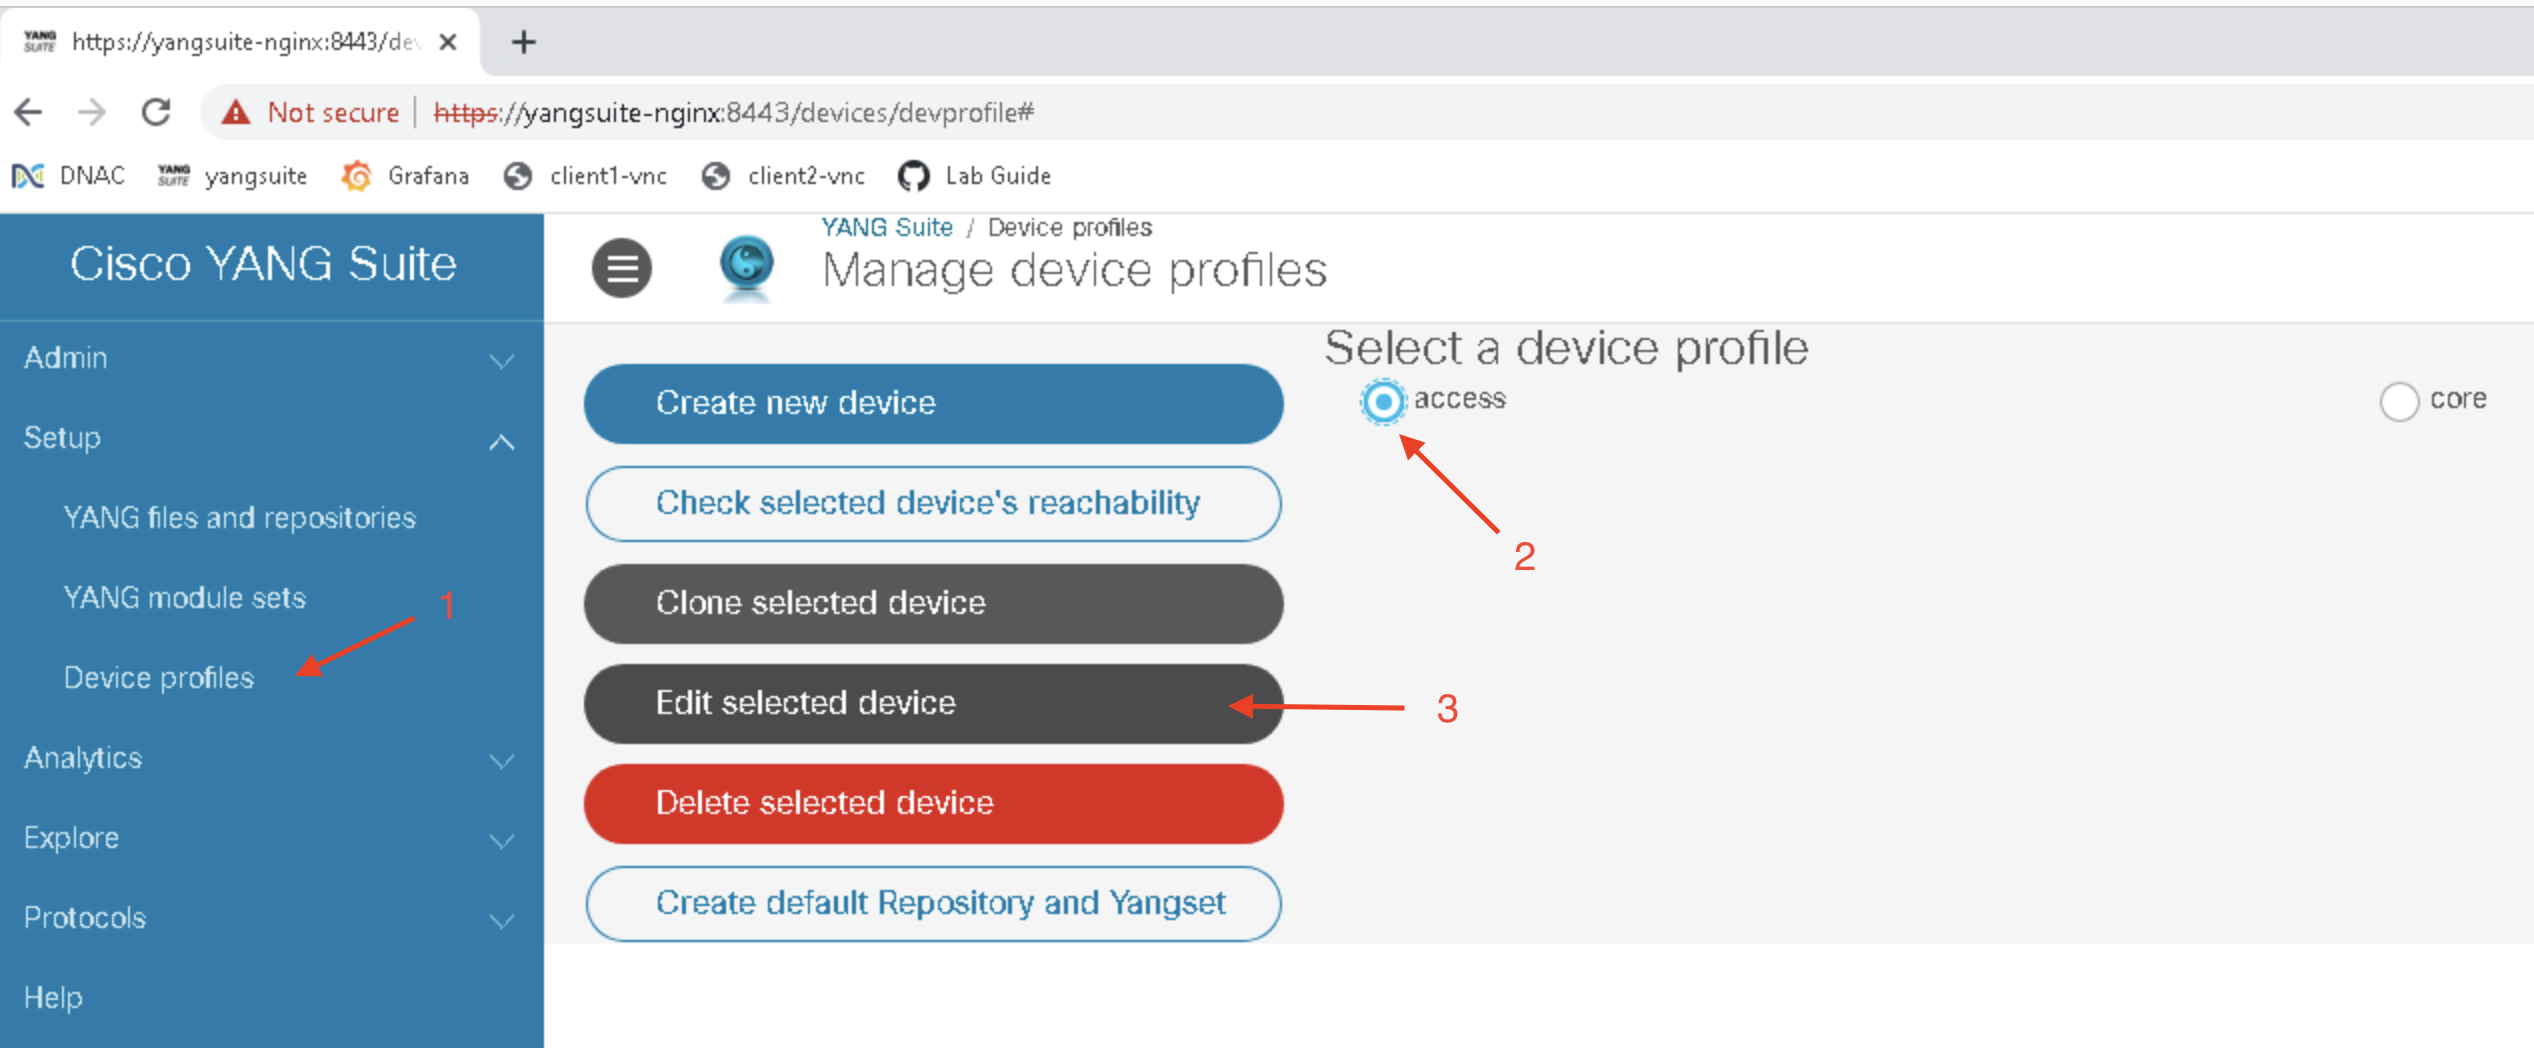 YANG SUITE https://yangsuite-nginx:8443/de
Not secure https://yangsuite-nginx:8443/devices/devprofile#
DNAC YANG SUITE yangsuite Grafana client1-vnc client2-vnc Lab Guide
Cisco YANG Suite
Admin
Setup
YANG files and repositories
YANG module sets
1
Device profiles
Analytics
Explore
Protocols
Help
YANG Suite / Device profiles
Manage device profiles
Create new device
Check selected device's reachability
Clone selected device
Edit selected device
3
Delete selected device
Create default Repository and Yangset
Select a device profile
access core
2